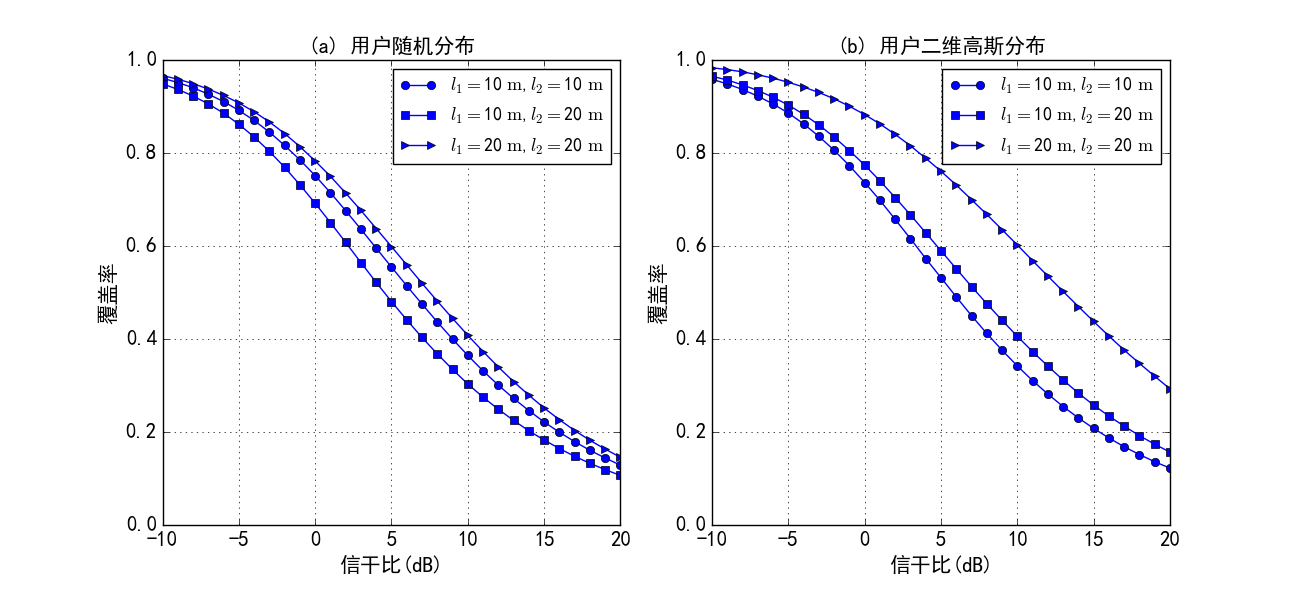 (a) 用户随机分布
1.0
0.8
0.6
0.4
0.2
0.0
覆盖率
-10 -5 0 5 10 15 20
信干比(dB)
l₁=10 m, l₂=10 m
l₁=10 m, l₂=20 m
l₁=20 m, l₂=20 m
(b) 用户二维高斯分布
1.0
0.8
0.6
0.4
0.2
0.0
覆盖率
-10 -5 0 5 10 15 20
信干比(dB)
l₁=10 m, l₂=10 m
l₁=10 m, l₂=20 m
l₁=20 m, l₂=20 m